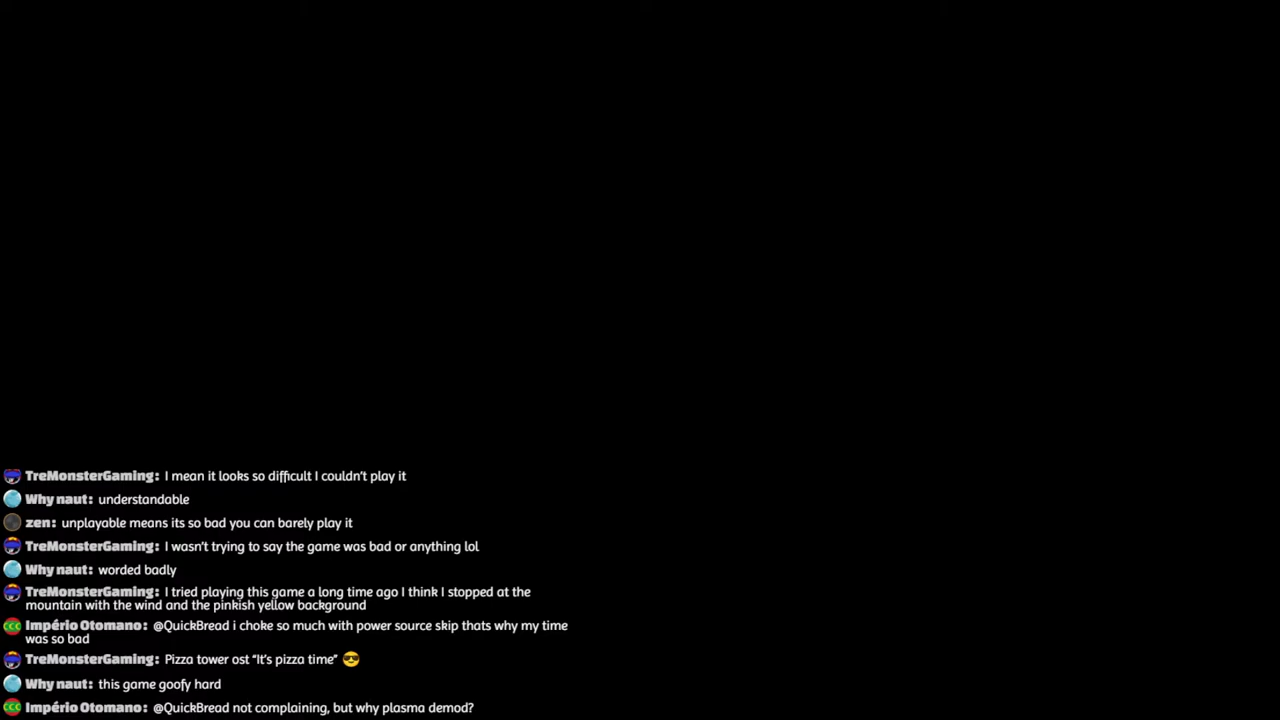 TreMonsterGaming: I mean it looks so difficult I couldn't play it
Why naut: understandable
zen: unplayable means its so bad you can barely play it
TreMonsterGaming: I wasn't trying to say the game was bad or anything lol
Why naut: worded badly
TreMonsterGaming: I tried playing this game a long time ago I think I stopped at the
mountain with the wind and the pinkish yellow background
Império Otomano: @QuickBread i choke so much with power source skip thats why my time
was so bad
TreMonsterGaming: Pizza tower ost “It's pizza time” 😎
Why naut: this game goofy hard
Império Otomano: @QuickBread not complaining, but why plasma demod?